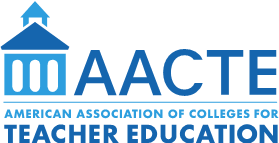 AACTE
AMERICAN ASSOCIATION OF COLLEGES FOR
TEACHER EDUCATION